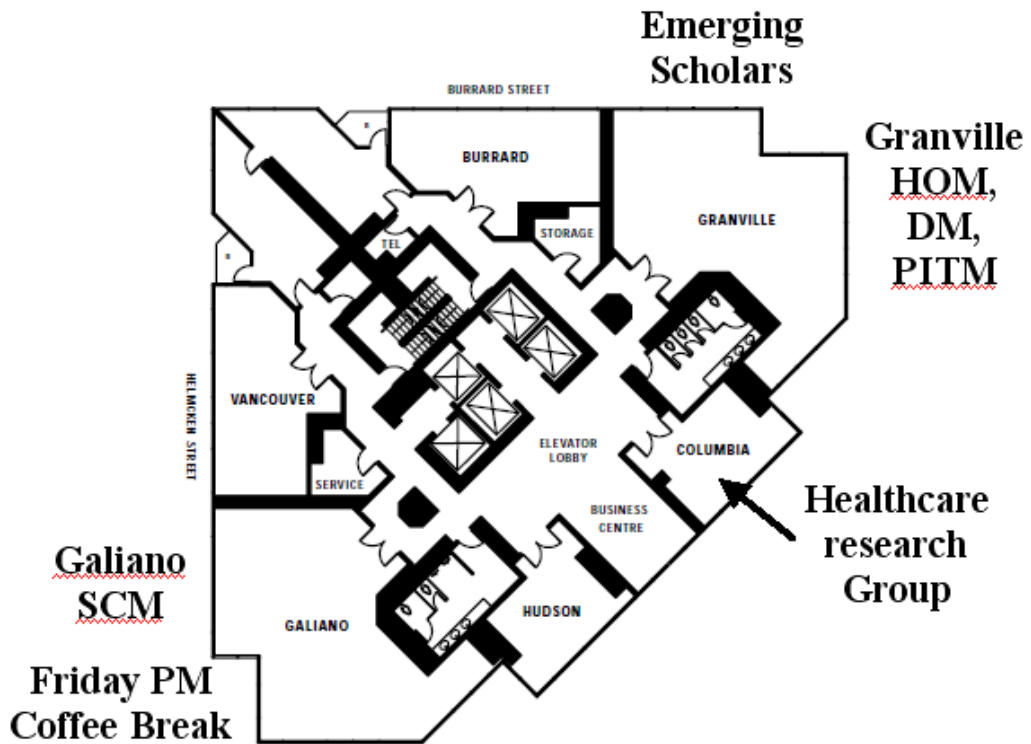 Emerging
Scholars
BURRARD STREET
Granville
HOM,
DM,
PITM
BURRARD
GRANVILLE
STORAGE
TEL
HELMCKEN STREET
VANCOUVER
ELEVATOR
LOBBY
COLUMBIA
SERVICE
BUSINESS
CENTRE
Healthcare
research
Group
Galiano
SCM
GALIANO
HUDSON
Friday PM
Coffee Break